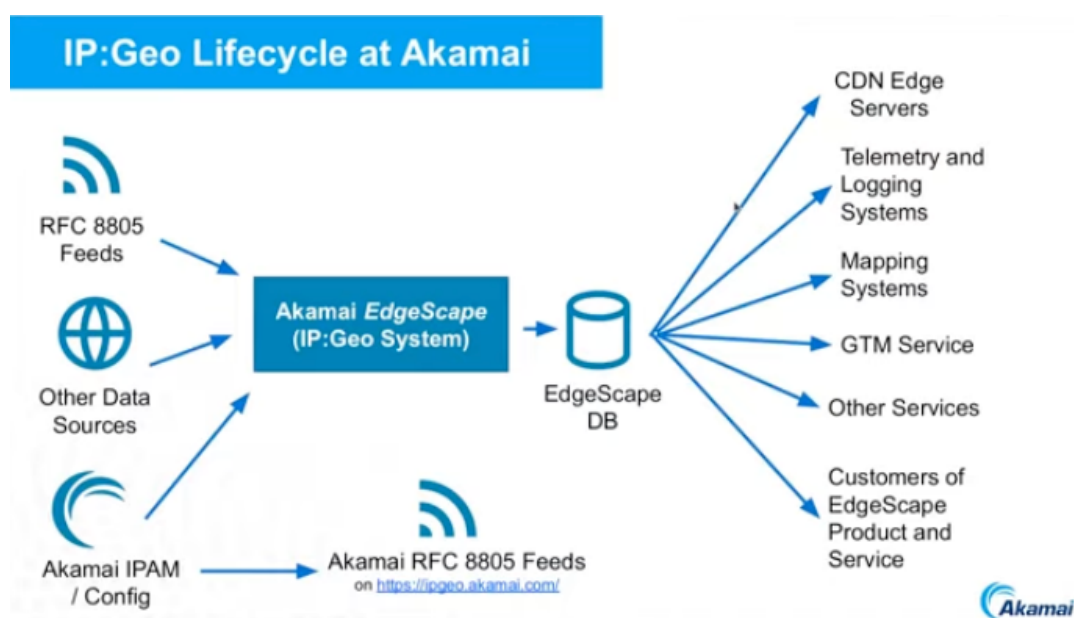 IP:Geo Lifecycle at Akamai
RFC 8805
Feeds
Other Data
Sources
Akamai IPAM
/ Config
Akamai EdgeScape
(IP:Geo System)
EdgeScape
DB
Akamai RFC 8805 Feeds
on https://ipgeo.akamai.com/
CDN Edge
Servers
Telemetry and
Logging
Systems
Mapping
Systems
GTM Service
Other Services
Customers of
EdgeScape
Product and
Service
Akamai